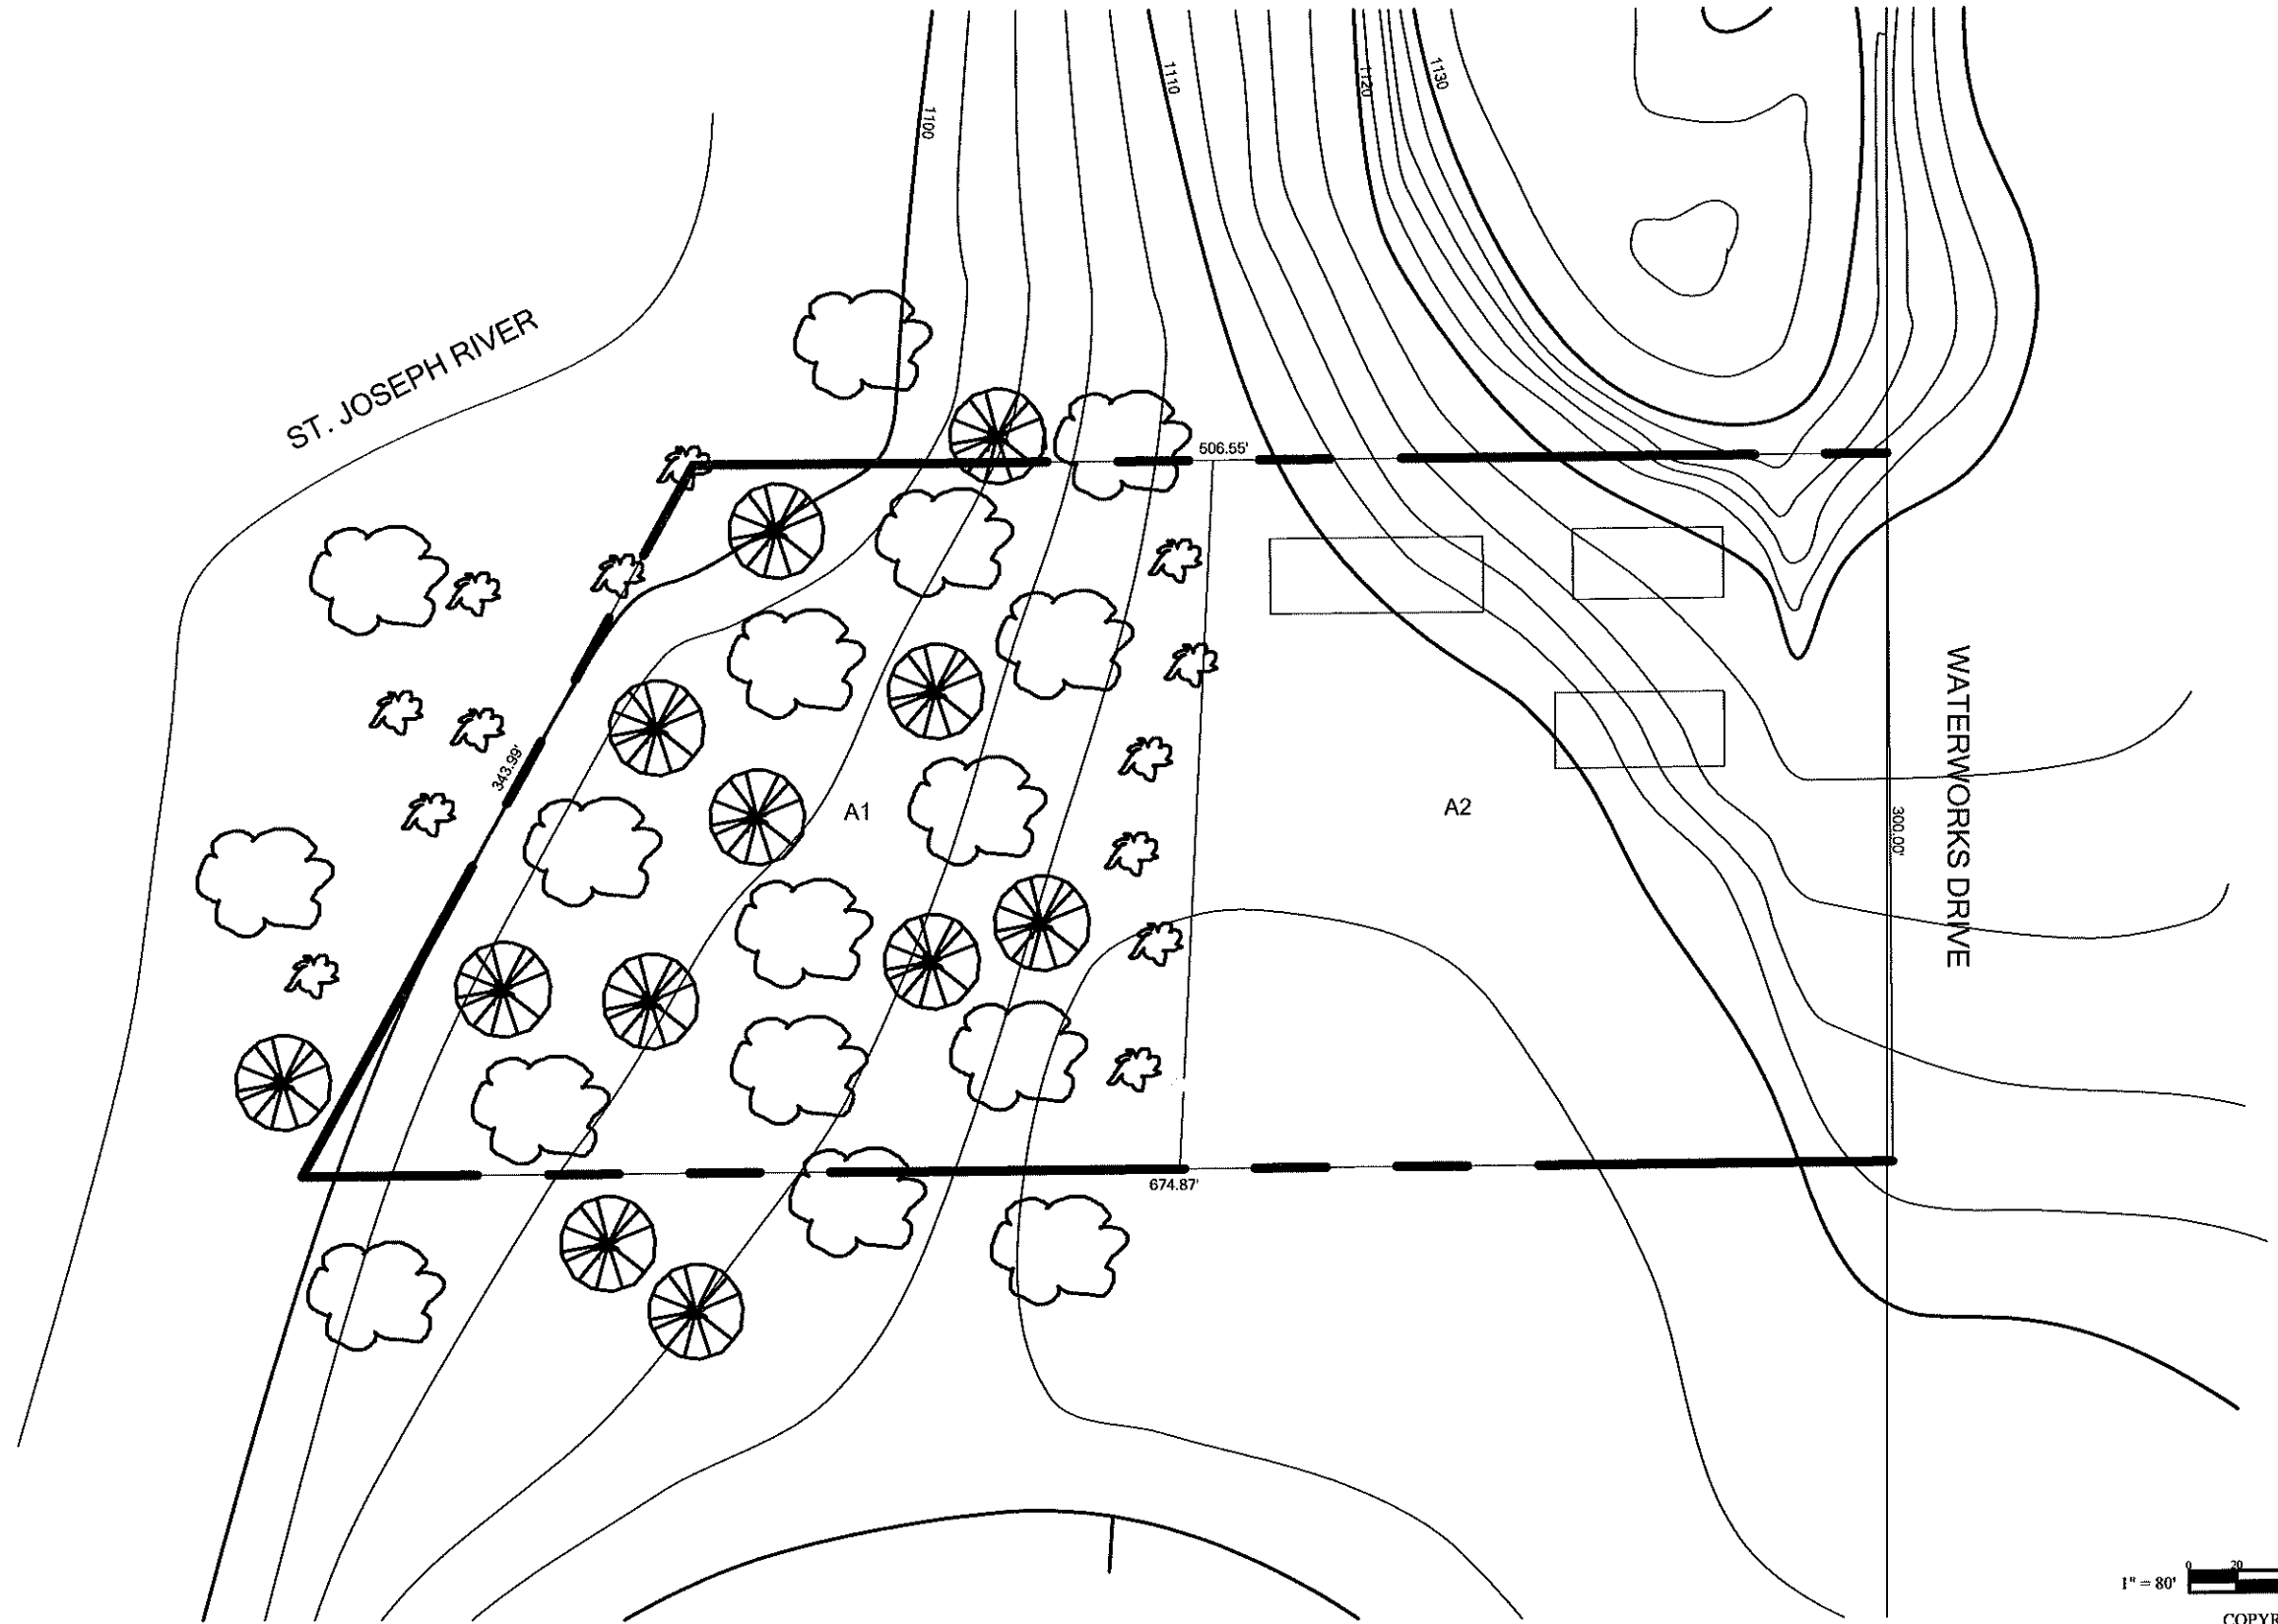 1100
1110
1120
1130
ST. JOSEPH RIVER
506.55'
343.99'
A1
A2
300.00'
WATERWORKS DRIVE
674.87'
0 20
1" = 80'
COPYR